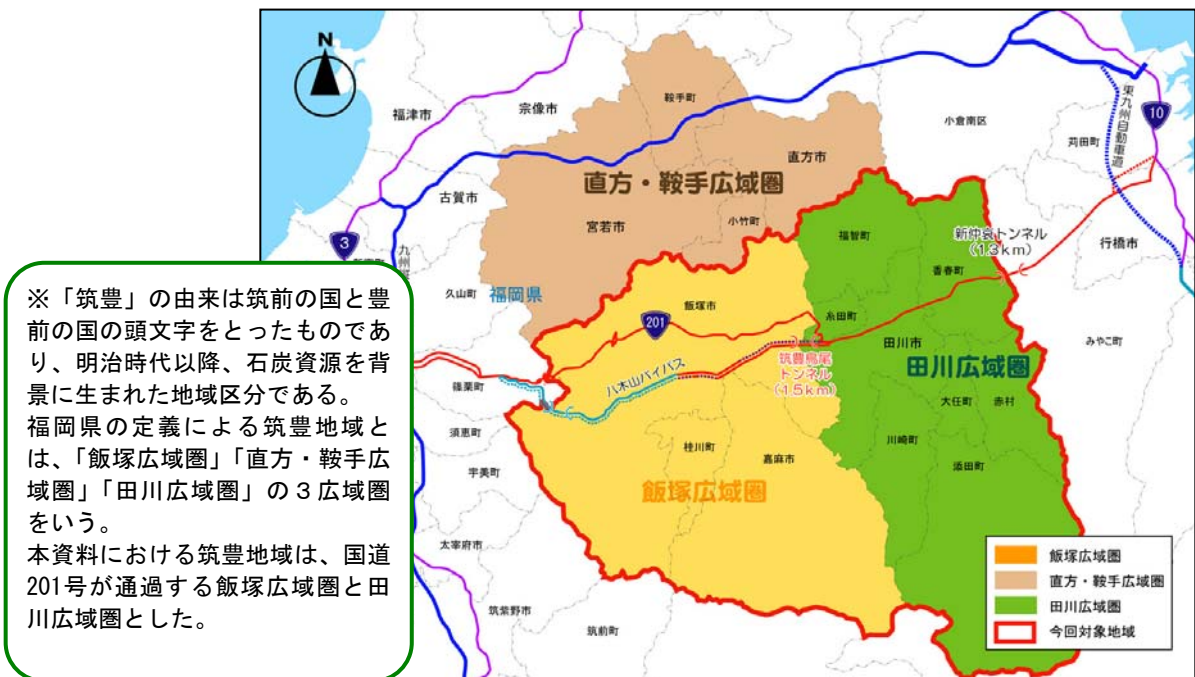 ※「筑豊」の由来は筑前の国と豊
前の国の頭文字をとったものであ
り、明治時代以降、石炭資源を背
景に生まれた地域区分である。
福岡県の定義による筑豊地域と
は、「飯塚広域圏」「直方・鞍手広
域圏」「田川広域圏」の３広域圏
をいう。
本資料における筑豊地域は、国道
201号が通過する飯塚広域圏と田
川広域圏とした。
N
福津市
宗像市
鞍手町
小倉南区
東九州自動車道
10
苅田町
直方市
直方・鞍手広域圏
古賀市
宮若市
小竹町
3
福智町
新仲哀トンネル
(1.3km)
行橋市
香春町
久山町
福岡県
飯塚市
201
糸田町
田川市
みやこ町
筑豊烏尾
トンネル
(1.5km)
田川広域圏
八木山バイパス
篠栗町
大任町
赤村
須恵町
桂川町
嘉麻市
川崎町
添田町
宇美町
飯塚広域圏
太宰府市
筑紫野市
筑前町
飯塚広域圏
直方・鞍手広域圏
田川広域圏
今回対象地域